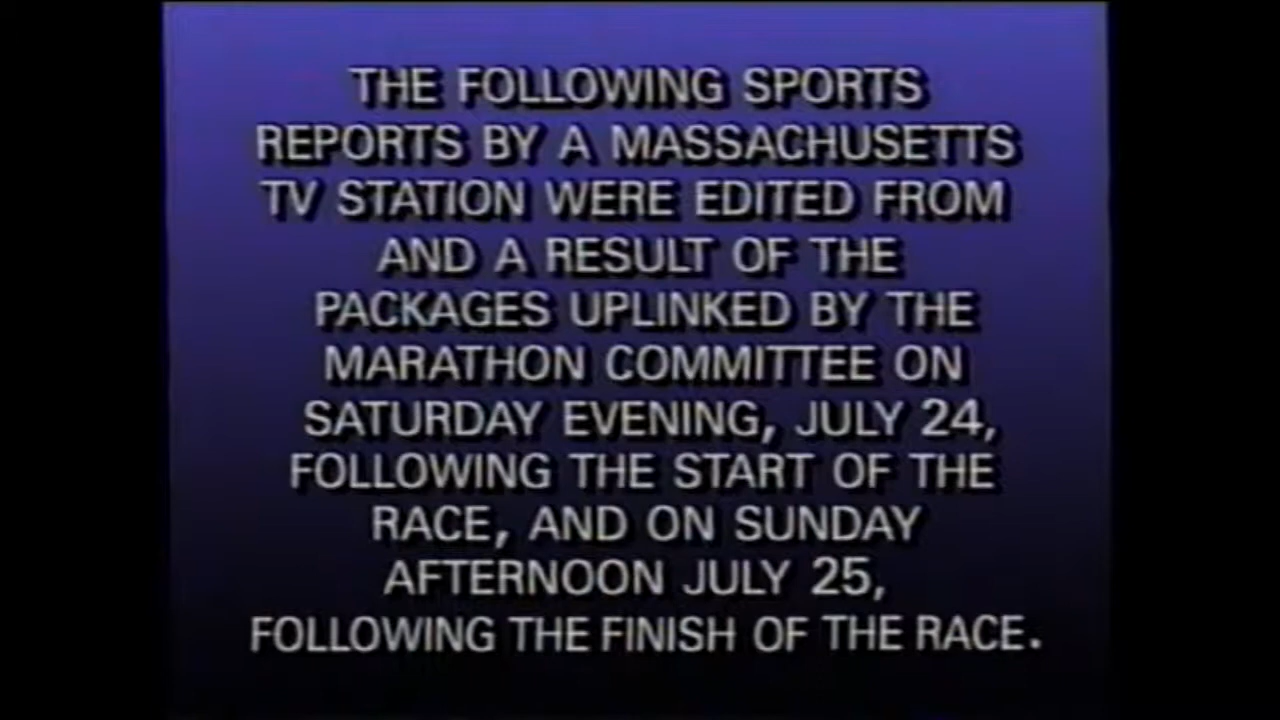 THE FOLLOWING SPORTS
REPORTS BY A MASSACHUSETTS
TV STATION WERE EDITED FROM
AND A RESULT OF THE
PACKAGES UPLINKED BY THE
MARATHON COMMITTEE ON
SATURDAY EVENING, JULY 24,
FOLLOWING THE START OF THE
RACE, AND ON SUNDAY
AFTERNOON JULY 25,
FOLLOWING THE FINISH OF THE RACE.